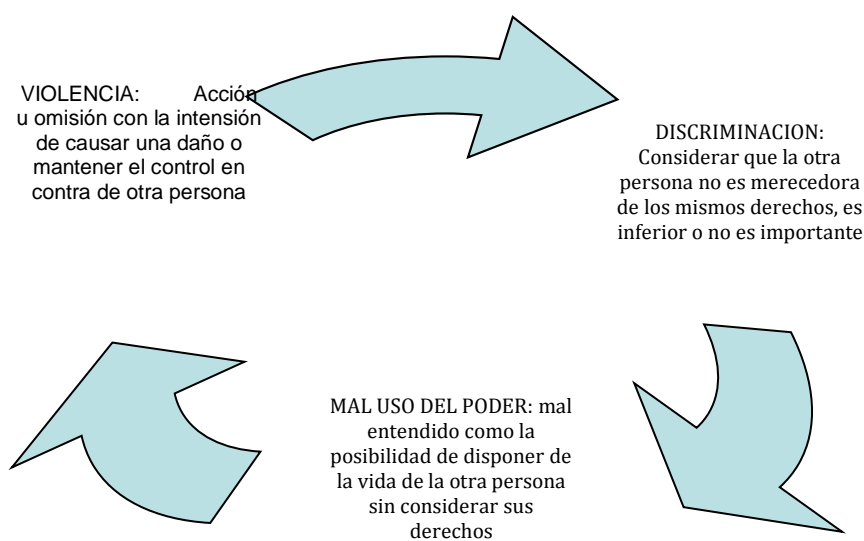 VIOLENCIA: Acción
u omisión con la intensión
de causar una daño o
mantener el control en
contra de otra persona
DISCRIMINACION:
Considerar que la otra
persona no es merecedora
de los mismos derechos, es
inferior o no es importante
MAL USO DEL PODER: mal
entendido como la
posibilidad de disponer de
la vida de la otra persona
sin considerar sus
derechos